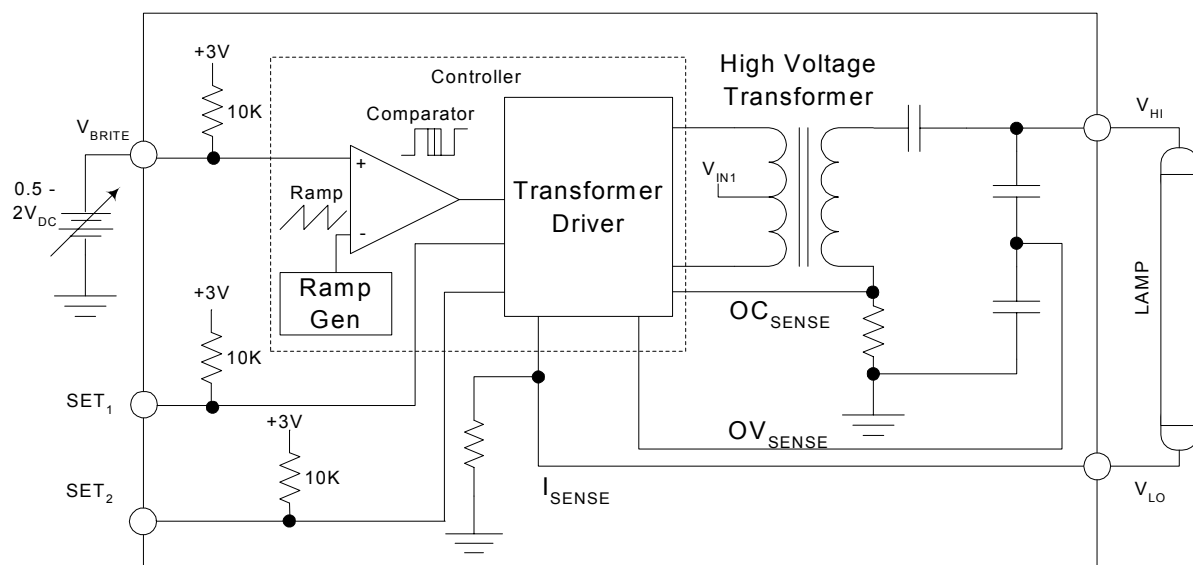 +3V
Controller
High Voltage
Transformer
10K
Comparator
V_BRITE
V_HI
+
V_IN1
0.5 -
2V_DC
Ramp
Transformer
Driver
-
Ramp
Gen
LAMP
+3V
OC_SENSE
10K
SET_1
+3V
OV_SENSE
10K
I_SENSE
SET_2
V_LO